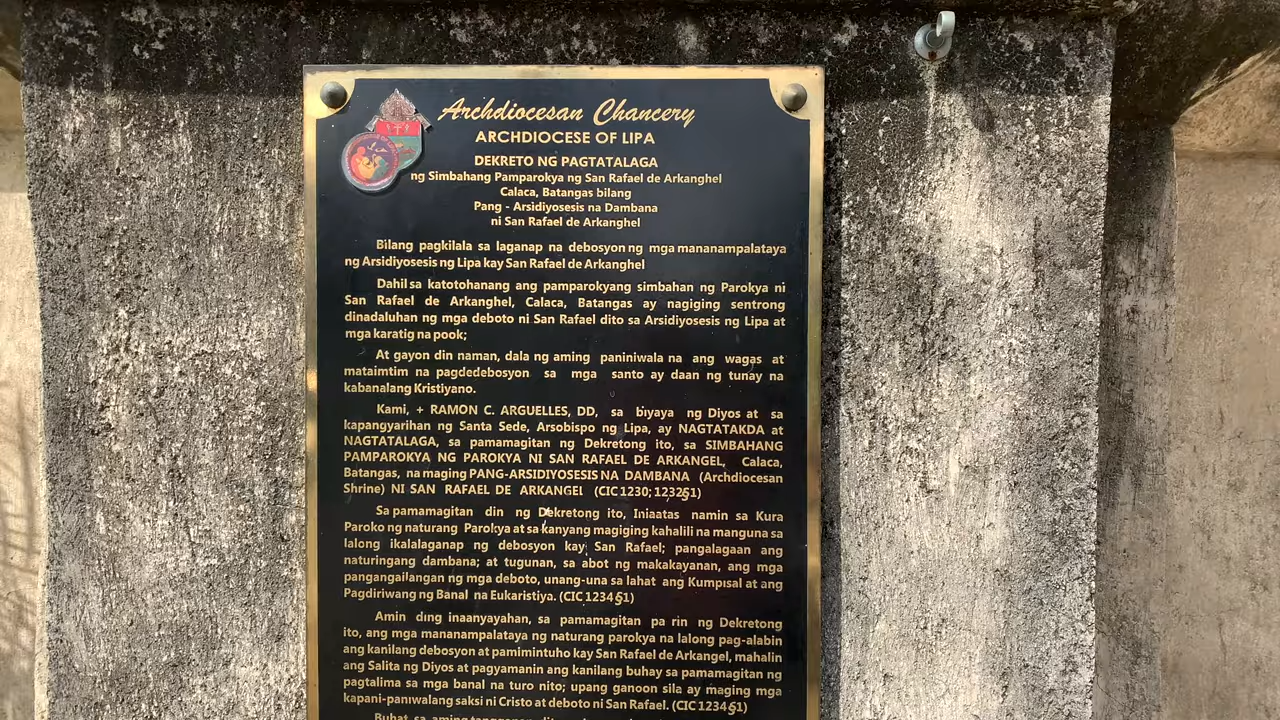 Archdiocesan Chancery
ARCHDIOCESE OF LIPA
DEKRETO NG PAGTATALAGA
ng Simbahang Pamparokya ng San Rafael de Arkanghel
Calaca, Batangas bilang
Pang - Arsidiyosesis na Dambana
ni San Rafael de Arkanghel
Bilang pagkilala sa laganap na debosyon ng mga mananampalataya
ng Arsidiyosesis ng Lipa kay San Rafael de Arkanghel
Dahil sa katotohanang ang pamparokyang simbahan ng Parokya ni
San Rafael de Arkanghel, Calaca, Batangas ay nagiging sentrong
dinadaluhan ng mga deboto ni San Rafael dito sa Arsidiyosesis ng Lipa at
mga karatig na pook;
At gayon din naman, dala ng aming paniniwala na ang wagas at
mataimtim na pagdedebosyon sa mga santo ay daan ng tunay na
kabanalang Kristiyano.
Kami, + RAMON C. ARGUELLES, DD, sa biyaya ng Diyos at sa
kapangyarihan ng Santa Sede, Arsobispo ng Lipa, ay NAGTATAKDA at
NAGTATALAGA, sa pamamagitan ng Dekretong ito, sa SIMBAHANG
PAMPAROKYA NG PAROKYA NI SAN RAFAEL DE ARKANGEL, Calaca,
Batangas, na maging PANG-ARSIDIYOSESIS NA DAMBANA (Archdiocesan
Shrine) NI SAN RAFAEL DE ARKANGEL (CIC 1230; 1232§1)
Sa pamamagitan din ng Dekretong ito, Iniaatas namin sa Kura
Paroko ng naturang Parokya at sa kanyang magiging kahalili na manguna sa
lalong ikalalaganap ng debosyon kay San Rafael; pangalagaan ang
naturingang dambana; at tugunan, sa abot ng makakayanan, ang mga
pangangailangan ng mga deboto, unang-una sa lahat ang Kumpisal at ang
Pagdiriwang ng Banal na Eukaristiya. (CIC 1234§1)
Amin ding inaanyayahan, sa pamamagitan pa rin ng Dekretong
ito, ang mga mananampalataya ng naturang parokya na lalong pag-alabin
ang kanilang debosyon at pamimintuho kay San Rafael de Arkangel, mahalin
ang Salita ng Diyos at pagyamanin ang kanilang buhay sa pamamagitan ng
pagtalima sa mga banal na turo nito; upang ganoon sila ay maging mga
kapani-paniwalang saksi ni Cristo at deboto ni San Rafael. (CIC 1234§1)
Buhat sa aming